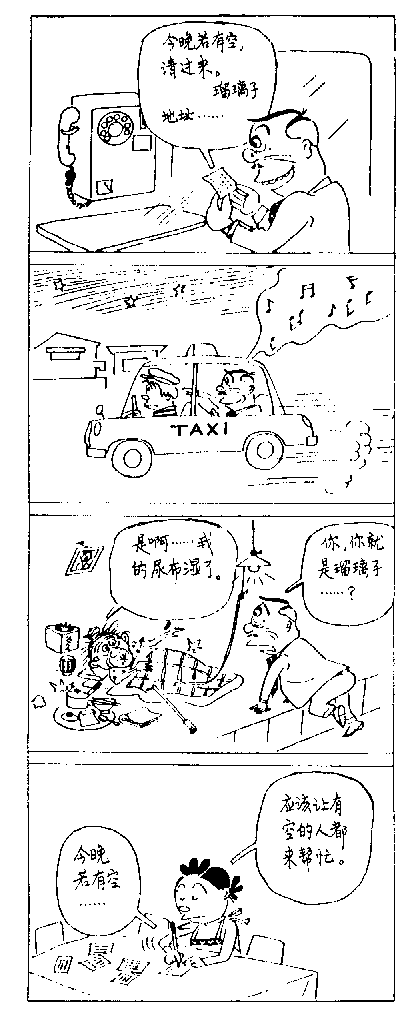 今晚若有空，
请过来。
瑠璃子
地址……
TAXI
是啊……我
的尿布湿了。
你，你就
是瑠璃子
……？
应该让有
空的人都
来帮忙。
今晚
若有空
……